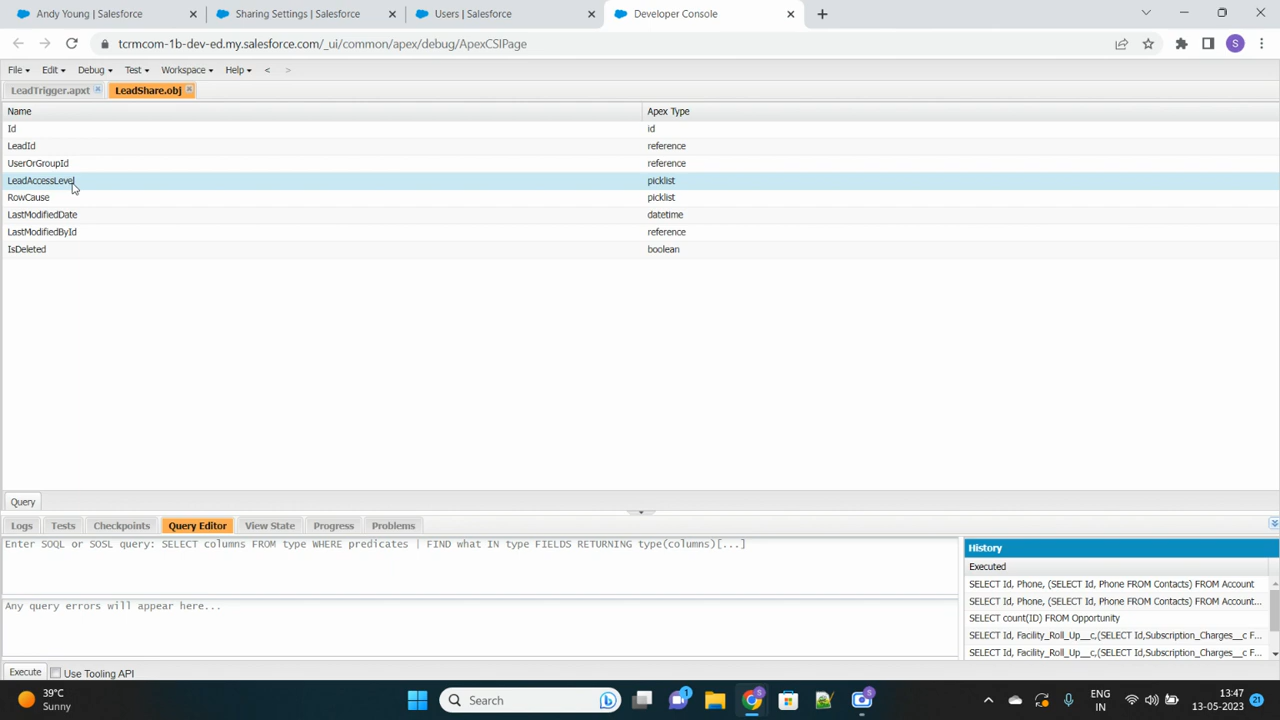 Andy Young | Salesforce
Sharing Settings | Salesforce
Users | Salesforce
Developer Console
tcrmcom-1b-dev-ed.my.salesforce.com/_ui/common/apex/debug/ApexCSIPage
S
File Edit Debug Test Workspace Help < >
LeadTrigger.apxt
LeadShare.obj
Name Apex Type
Id id
LeadId reference
UserOrGroupId reference
LeadAccessLevel picklist
RowCause picklist
LastModifiedDate datetime
LastModifiedById reference
IsDeleted boolean
Query
Logs Tests Checkpoints Query Editor View State Progress Problems
Enter SOQL or SOSL query: SELECT columns FROM type WHERE predicates | FIND what IN type FIELDS RETURNING type(columns)[...]
Any query errors will appear here...
History
Executed
SELECT Id, Phone, (SELECT Id, Phone FROM Contacts) FROM Account
SELECT Id, Phone, (SELECT Id, Phone FROM Contacts) FROM Account...
SELECT count(ID) FROM Opportunity
SELECT Id, Facility_Roll_Up__c,(SELECT Id,Subscription_Charges__c F...
SELECT Id, Facility_Roll_Up__c,(SELECT Id,Subscription_Charges__c F...
Execute Use Tooling API
39°C
Sunny
Search
1
S
S
ENG
IN
13:47
13-05-2023
21